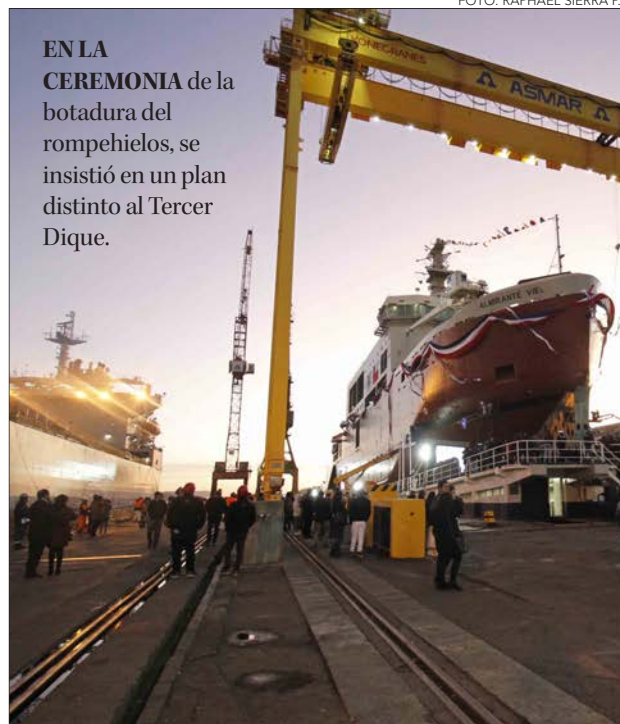 FOTO: RAPHAEL SIERRA P.
EN LA
CEREMONIA de la
botadura del
rompehielos, se
insistió en un plan
distinto al Tercer
Dique.
KONECRANES
ASMAR
ALMIRANTE VIEL